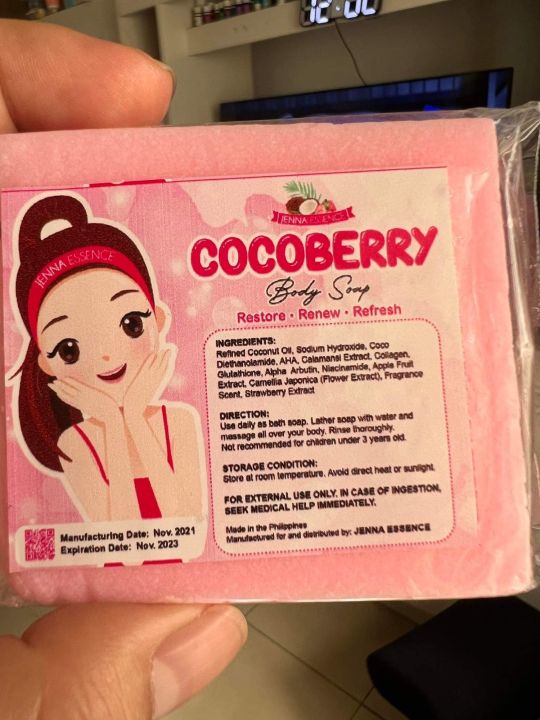 12:00
JENNA ESSENCE
JENNA ESSENCE
COCOBERRY
Body Soap
Restore • Renew • Refresh
INGREDIENTS:
Refined Coconut Oil, Sodium Hydroxide, Coco
Diethanolamide, AHA, Calamansi Extract, Collagen,
Glutathione, Alpha Arbutin, Niacinamide, Apple Fruit
Extract, Camellia Japonica (Flower Extract), Fragrance
Scent, Strawberry Extract
DIRECTION:
Use daily as bath soap. Lather soap with water and
massage all over your body. Rinse thoroughly.
Not recommended for children under 3 years old.
STORAGE CONDITION:
Store at room temperature. Avoid direct heat or sunlight.
FOR EXTERNAL USE ONLY. IN CASE OF INGESTION,
SEEK MEDICAL HELP IMMEDIATELY.
Made in the Philippines
Manufactured for and distributed by: JENNA ESSENCE
Manufacturing Date: Nov. 2021
Expiration Date: Nov. 2023